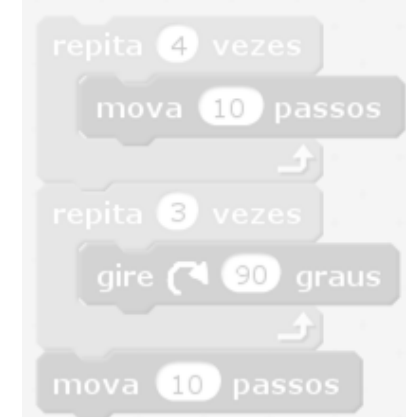 repita 4 vezes
mova 10 passos
repita 3 vezes
gire 90 graus
mova 10 passos